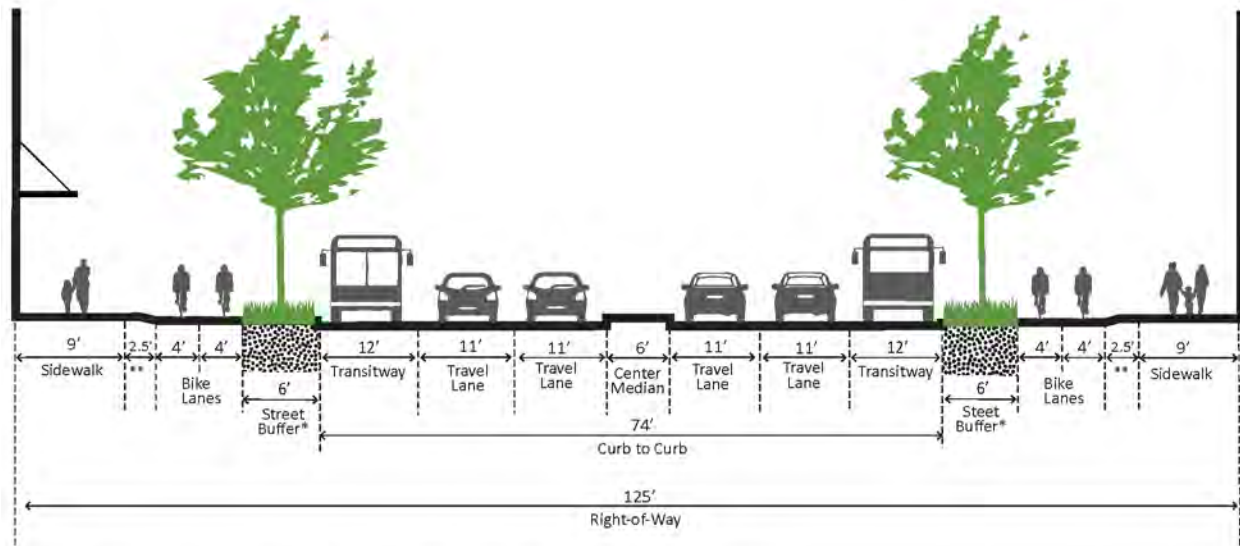 9' 2.5' 4' 4' 12' 11' 11' 6' 11' 11' 12' 4' 4' 2.5' 9'
Sidewalk ** Bike Lanes Transitway Travel Lane Travel Lane Center Median Travel Lane Travel Lane Transitway Bike Lanes ** Sidewalk
6' 6'
Street Buffer* Steet Buffer*
74'
Curb to Curb
125'
Right-of-Way